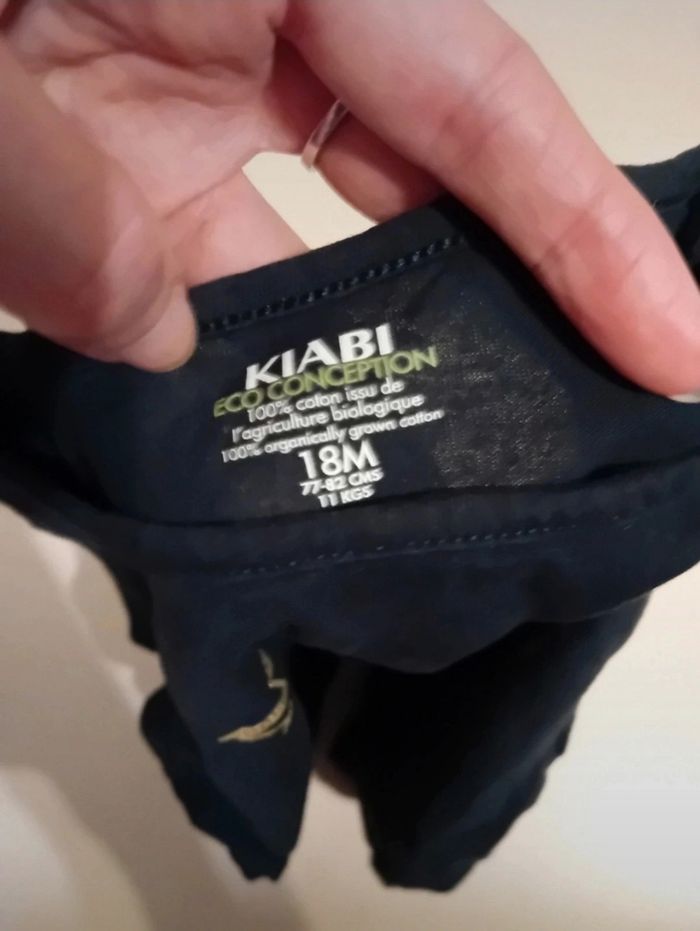 KIABI
ECO CONCEPTION
100% coton issu de
l'agriculture biologique
100% organically grown cotton
18M
77-82 CMS
11 KGS